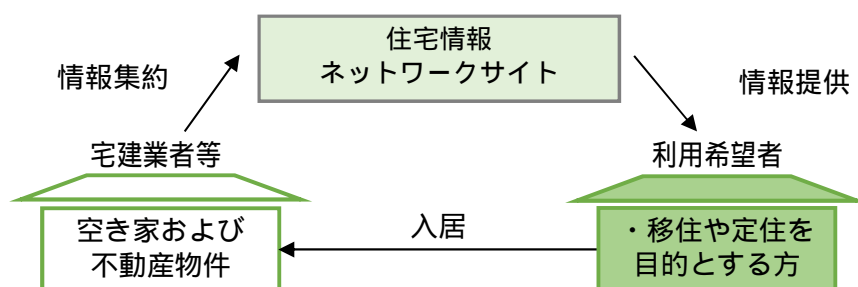 住宅情報
ネットワークサイト
情報集約
情報提供
宅建業者等
利用希望者
空き家および
不動産物件
入居
・移住や定住を
目的とする方